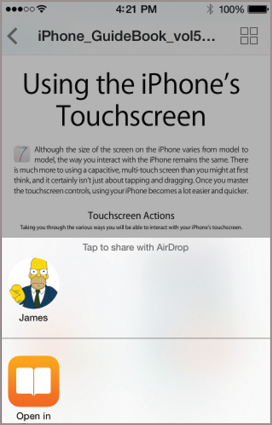 4:21 PM 100%
iPhone_GuideBook_vol5...
Using the iPhone's
Touchscreen
Although the size of the screen on the iPhone varies from model to
model, the way you interact with the iPhone remains the same. There
is much more to using a capacitive, multi-touch screen than you might at
first think, and it certainly isn't just about tapping and dragging. Once you master
the touchscreen controls, using your iPhone becomes a lot easier and quicker.
Touchscreen Actions
Taking you through the various ways you will be able to interact with your iPhone's touchscreen.
Tap to share with AirDrop
James
Open in